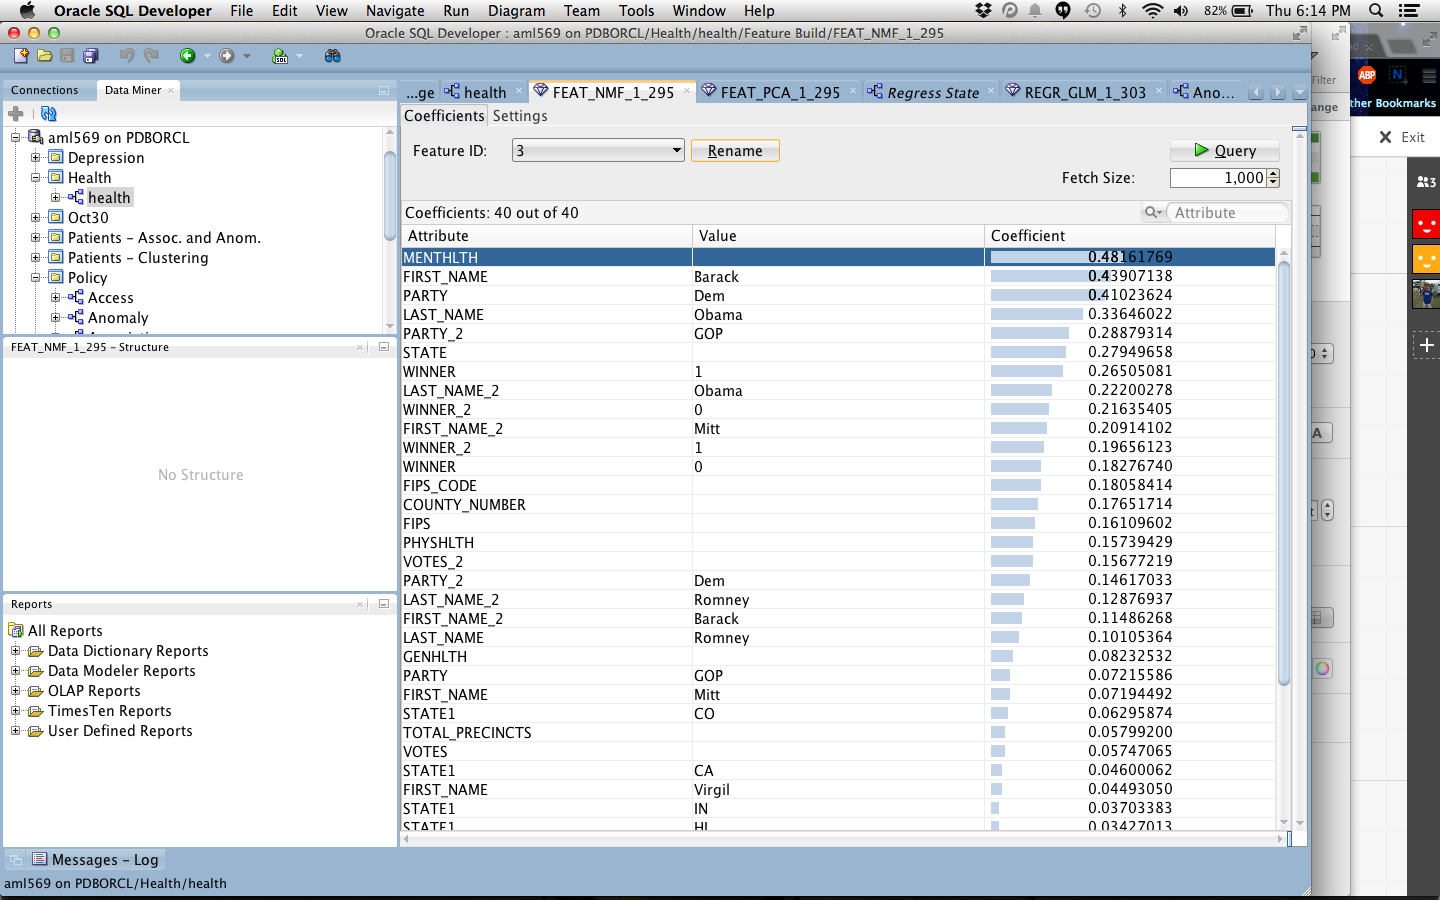 Oracle SQL Developer File Edit View Navigate Run Diagram Team Tools Window Help 82% Thu 6:14 PM
Oracle SQL Developer : aml569 on PDBORCL/Health/health/Feature Build/FEAT_NMF_1_295
Connections Data Miner
aml569 on PDBORCL
Depression
Health
health
Oct30
Patients - Assoc. and Anom.
Patients - Clustering
Policy
Access
Anomaly
FEAT_NMF_1_295 - Structure
No Structure
Reports
All Reports
Data Dictionary Reports
Data Modeler Reports
OLAP Reports
TimesTen Reports
User Defined Reports
...ge health FEAT_NMF_1_295 FEAT_PCA_1_295 Regress State REGR_GLM_1_303 Ano...
Coefficients Settings
Feature ID: 3 Rename Query
Fetch Size: 1,000
Coefficients: 40 out of 40 Attribute
Attribute Value Coefficient
MENTHLTH 0.48161769
FIRST_NAME Barack 0.43907138
PARTY Dem 0.41023624
LAST_NAME Obama 0.33646022
PARTY_2 GOP 0.28879314
STATE 0.27949658
WINNER 1 0.26505081
LAST_NAME_2 Obama 0.22200278
WINNER_2 0 0.21635405
FIRST_NAME_2 Mitt 0.20914102
WINNER_2 1 0.19656123
WINNER 0 0.18276740
FIPS_CODE 0.18058414
COUNTY_NUMBER 0.17651714
FIPS 0.16109602
PHYSHLTH 0.15739429
VOTES_2 0.15677219
PARTY_2 Dem 0.14617033
LAST_NAME_2 Romney 0.12876937
FIRST_NAME_2 Barack 0.11486268
LAST_NAME Romney 0.10105364
GENHLTH 0.08232532
PARTY GOP 0.07215586
FIRST_NAME Mitt 0.07194492
STATE1 CO 0.06295874
TOTAL_PRECINCTS 0.05799200
VOTES 0.05747065
STATE1 CA 0.04600062
FIRST_NAME Virgil 0.04493050
STATE1 IN 0.03703383
STATE1 HI 0.03427013
Messages - Log
aml569 on PDBORCL/Health/health
ABP N
Filter
ther Bookmarks
ange
Exit
3
A